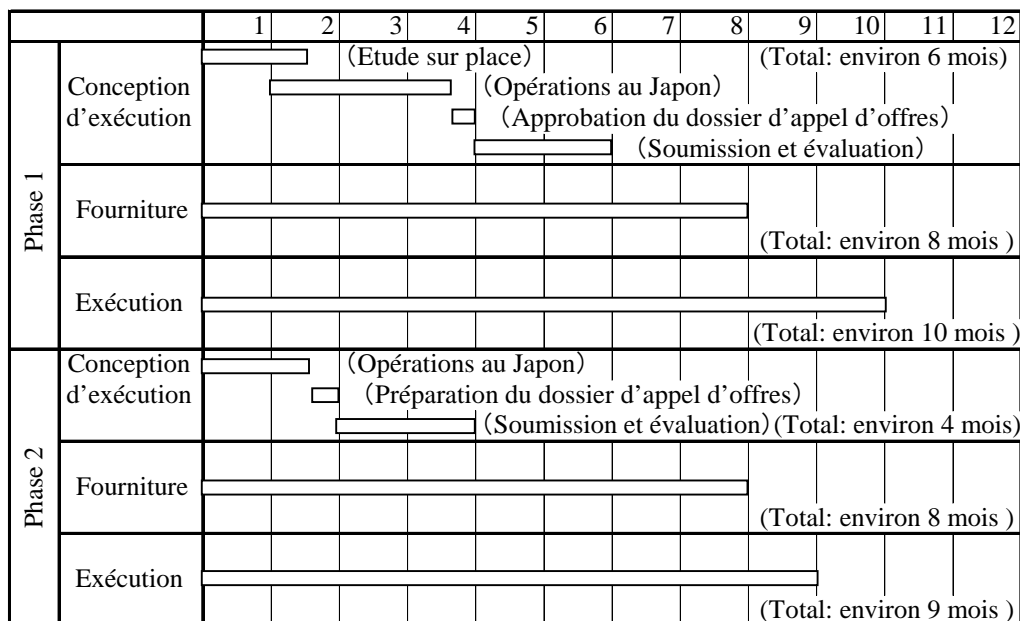 1 2 3 4 5 6 7 8 9 10 11 12
Phase 1
Conception
d’exécution
（Etude sur place）
(Total: environ 6 mois)
（Opérations au Japon）
（Approbation du dossier d’appel d’offres）
（Soumission et évaluation）
Fourniture
(Total: environ 8 mois )
Exécution
(Total: environ 10 mois )
Phase 2
Conception
d’exécution
（Opérations au Japon）
（Préparation du dossier d’appel d’offres）
（Soumission et évaluation）(Total: environ 4 mois)
Fourniture
(Total: environ 8 mois )
Exécution
(Total: environ 9 mois )